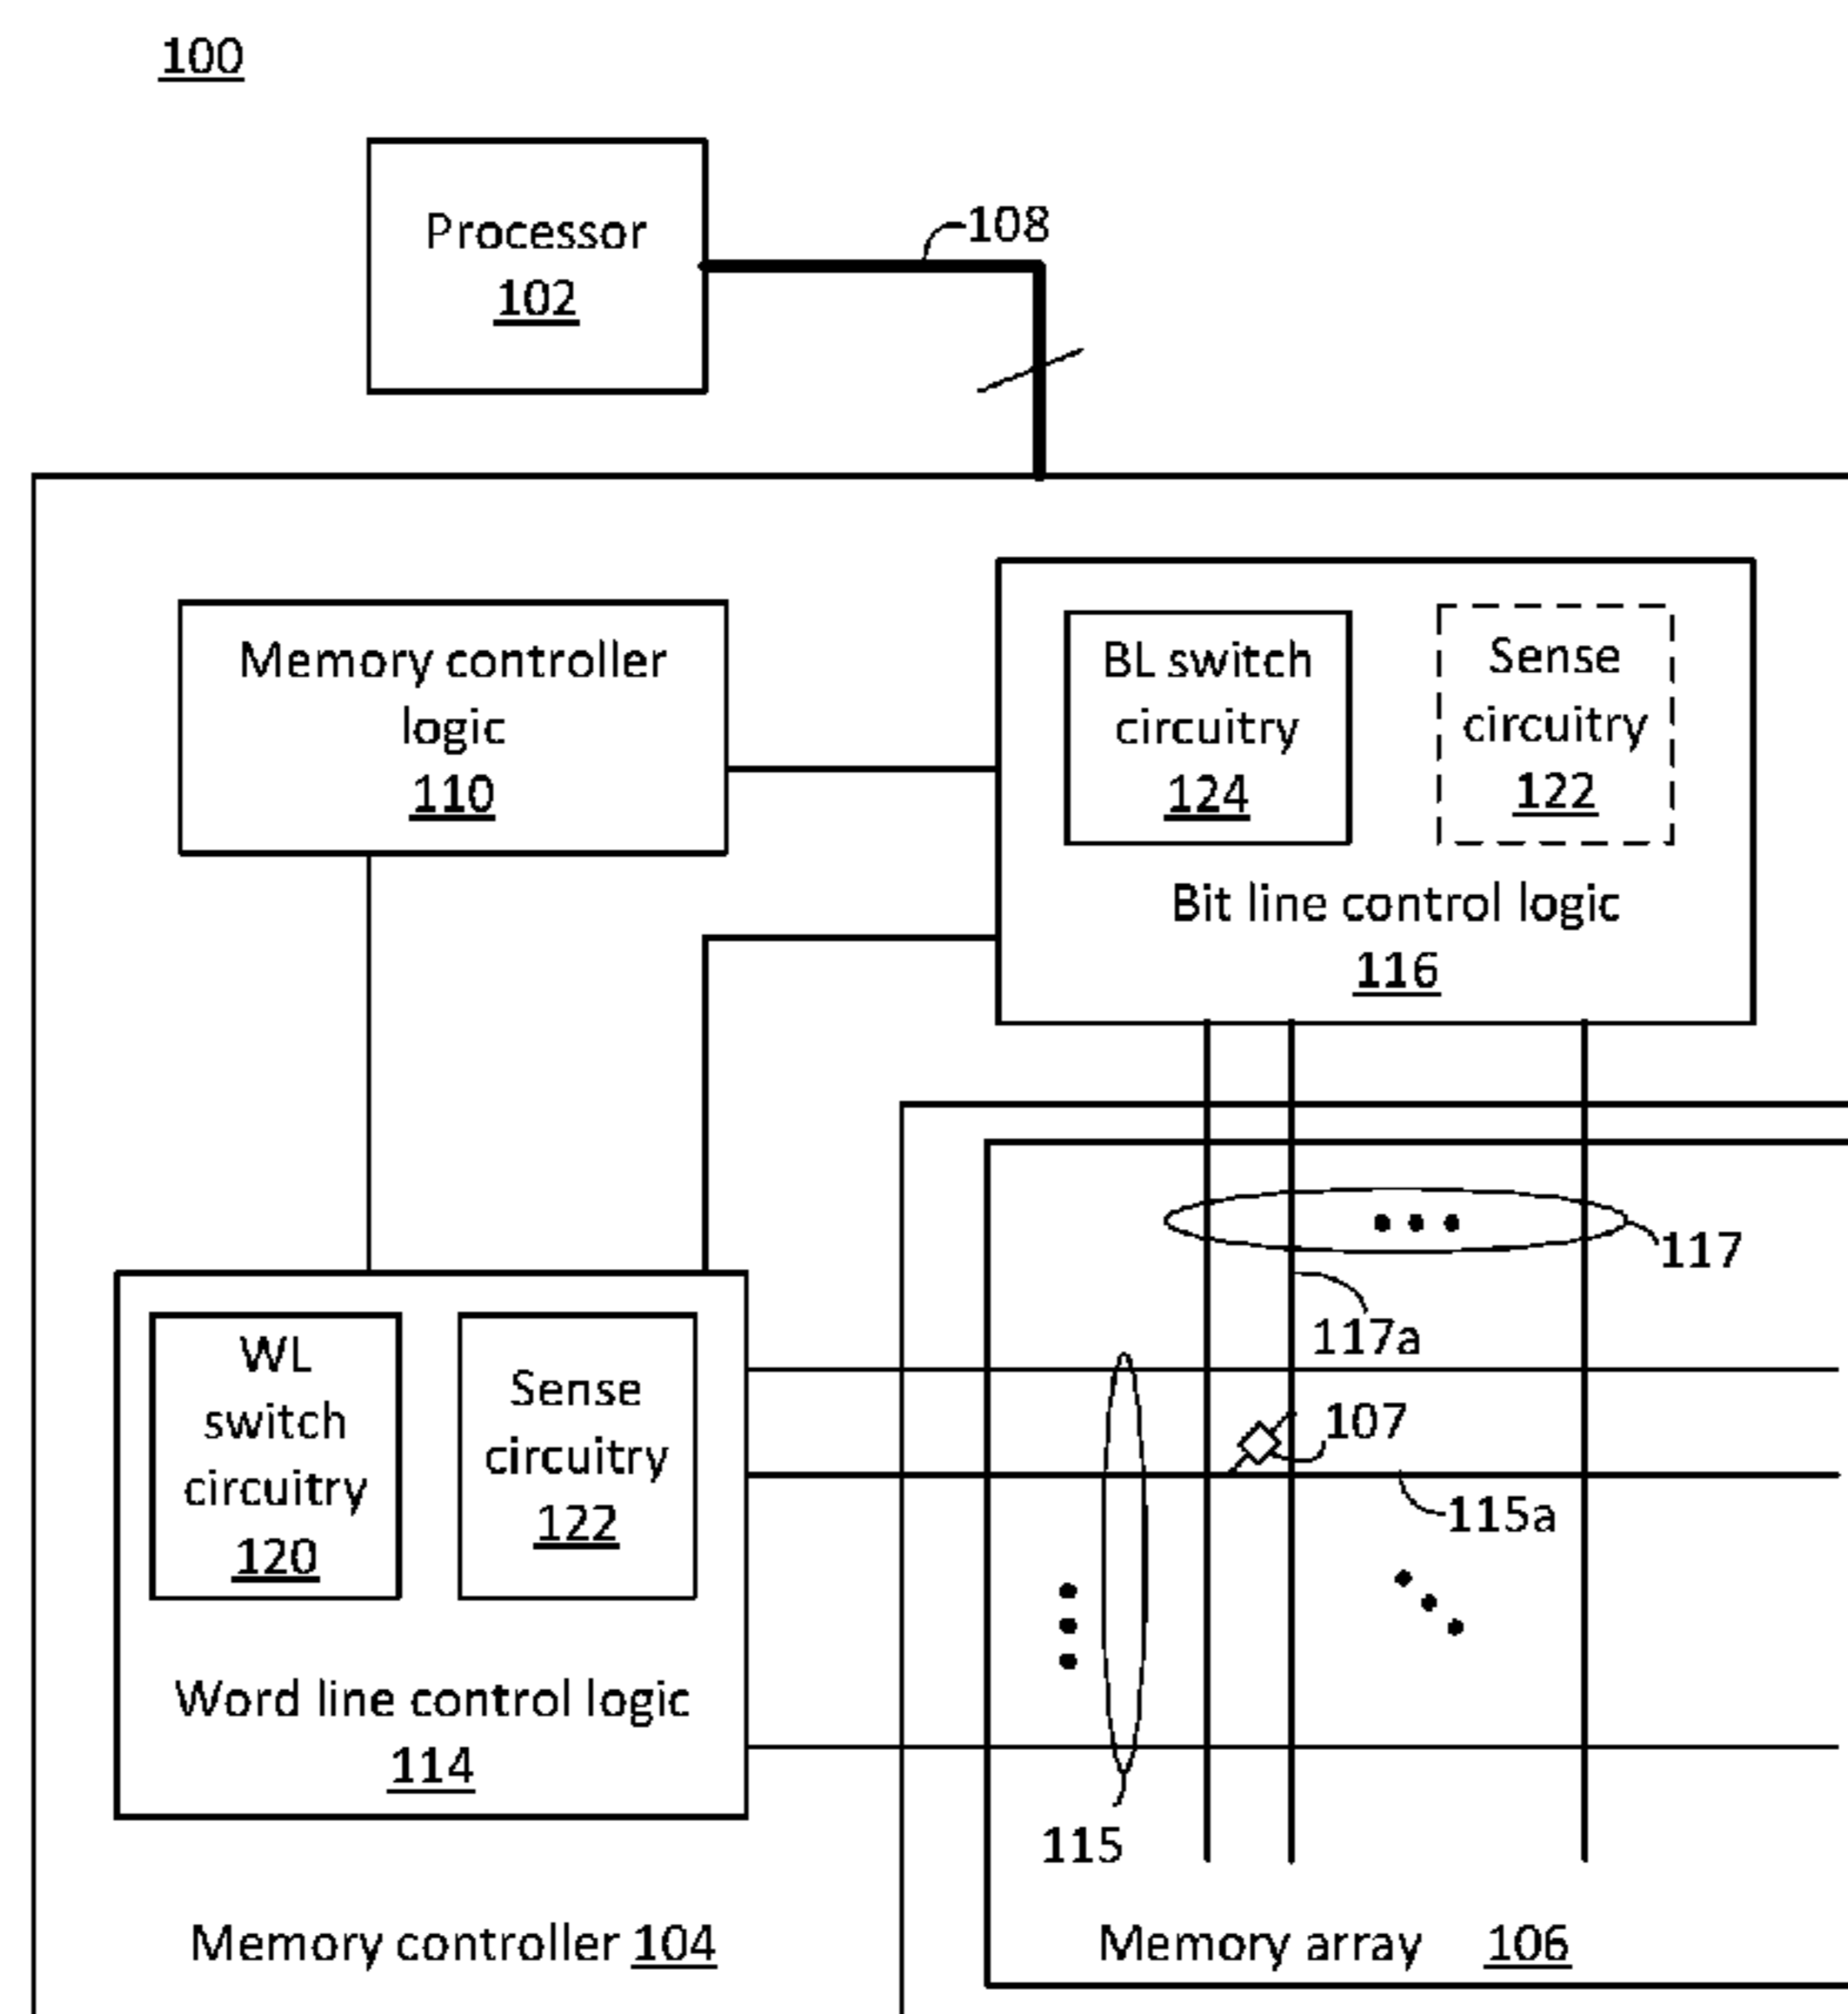 100
Processor
102
108
Memory controller
logic
110
BL switch
circuitry
124
Sense
circuitry
122
Bit line control logic
116
117
117a
WL
switch
circuitry
120
Sense
circuitry
122
107
115a
Word line control logic
114
115
Memory controller 104
Memory array 106